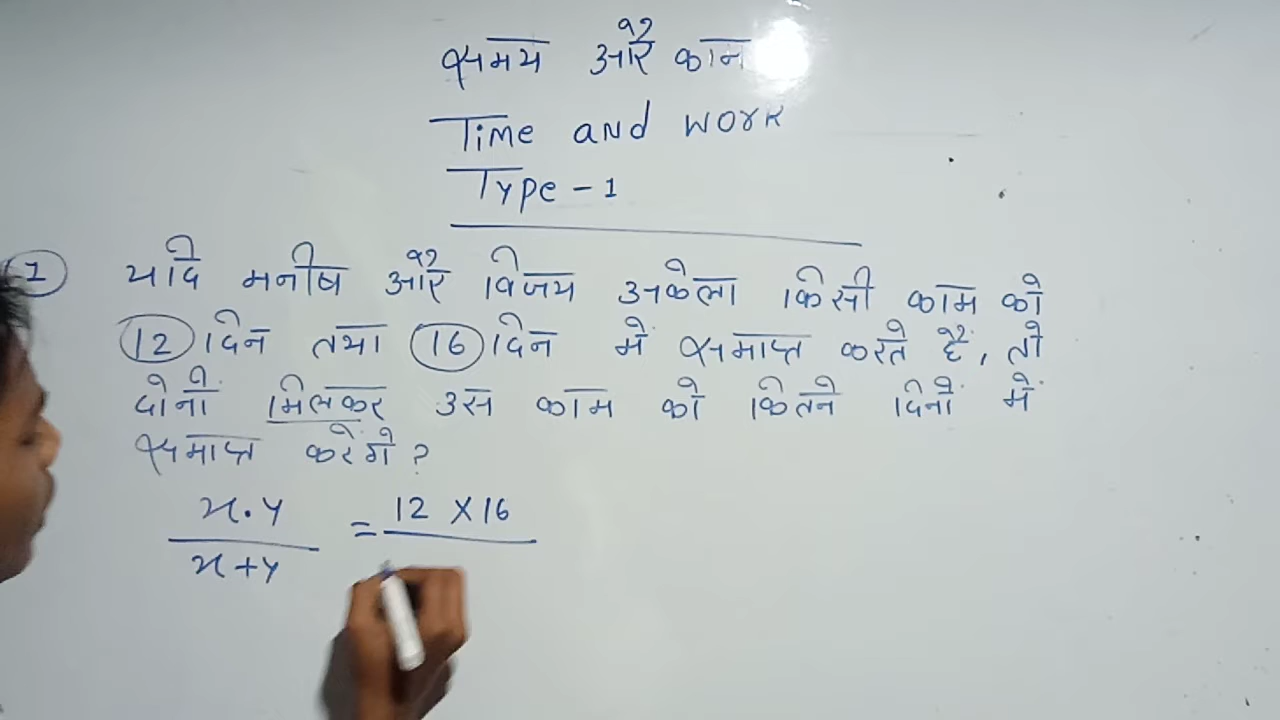 समय और काम
Time and work
Type - 1
1 यदि मनीष और विजय अकेला किसी काम को
12 दिन तथा 16 दिन में समाप्त करते हैं, तो
दोनों मिलकर उस काम को कितने दिनों में
समाप्त करेंगे ?
x.y = 12 X 16
x+y